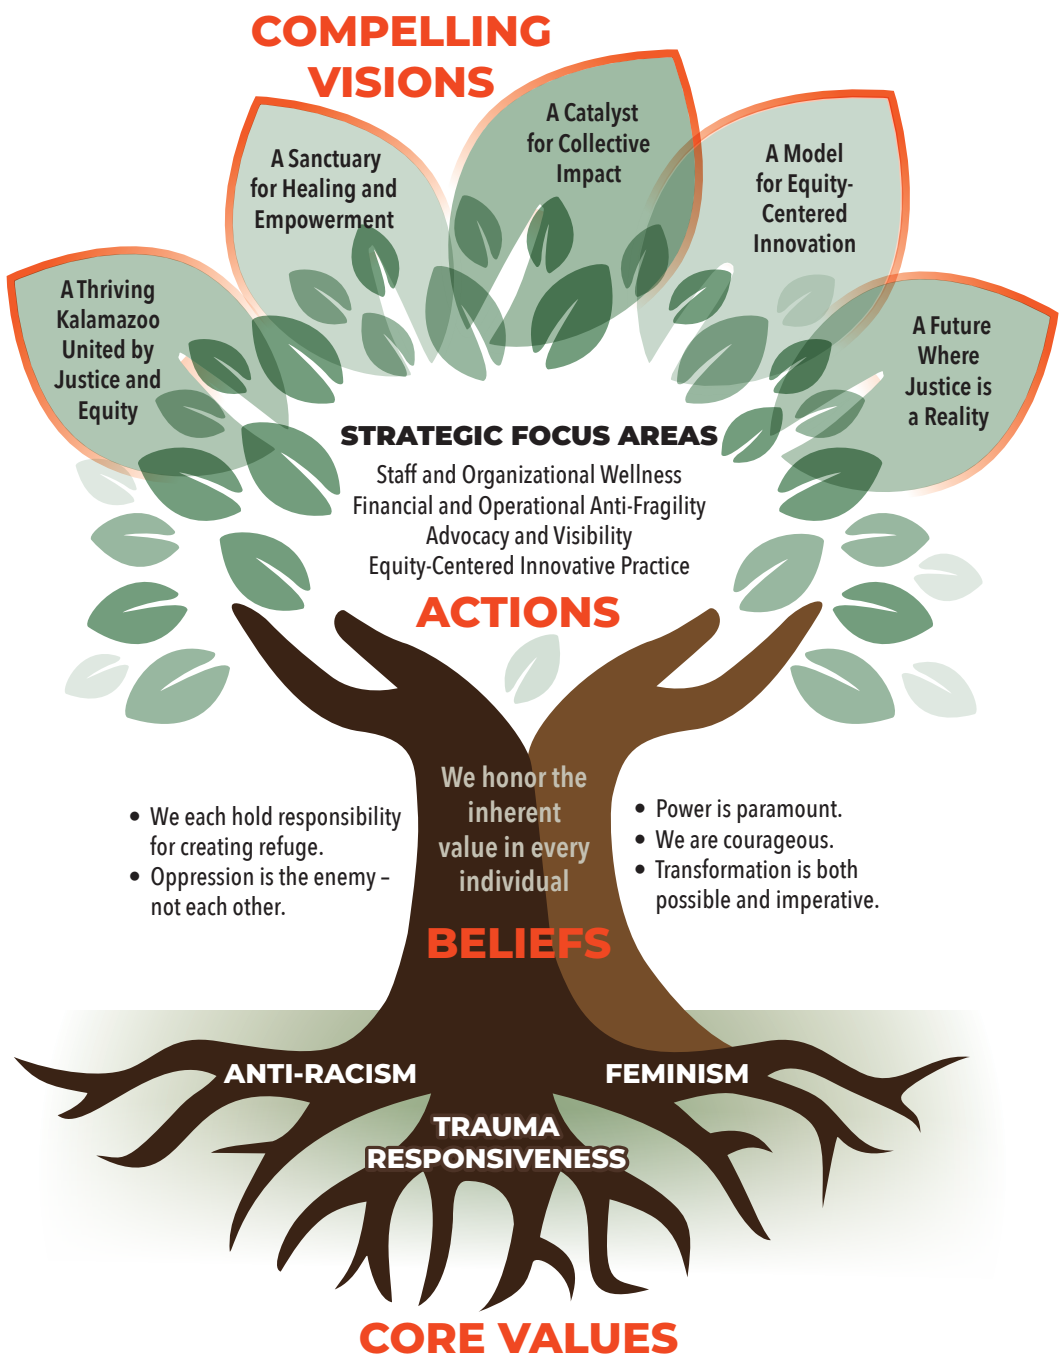 COMPELLING
VISIONS
A Thriving
Kalamazoo
United by
Justice and
Equity
A Sanctuary
for Healing and
Empowerment
A Catalyst
for Collective
Impact
A Model
for Equity-
Centered
Innovation
A Future
Where
Justice is
a Reality
STRATEGIC FOCUS AREAS
Staff and Organizational Wellness
Financial and Operational Anti-Fragility
Advocacy and Visibility
Equity-Centered Innovative Practice
ACTIONS
We honor the
inherent
value in every
individual
• We each hold responsibility
for creating refuge.
• Oppression is the enemy –
not each other.
• Power is paramount.
• We are courageous.
• Transformation is both
possible and imperative.
BELIEFS
ANTI-RACISM
FEMINISM
TRAUMA
RESPONSIVENESS
CORE VALUES